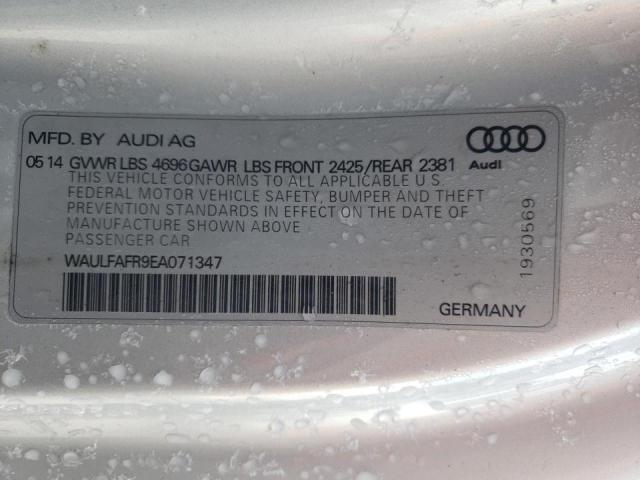 MFD. BY AUDI AG
05 14 GVWR LBS 4696 GAWR LBS FRONT 2425/REAR 2381
Audi
THIS VEHICLE CONFORMS TO ALL APPLICABLE U S
FEDERAL MOTOR VEHICLE SAFETY, BUMPER AND THEFT
PREVENTION STANDARDS IN EFFECT ON THE DATE OF
MANUFACTURE SHOWN ABOVE
PASSENGER CAR
WAULFAFR9EA071347
GERMANY
1930569